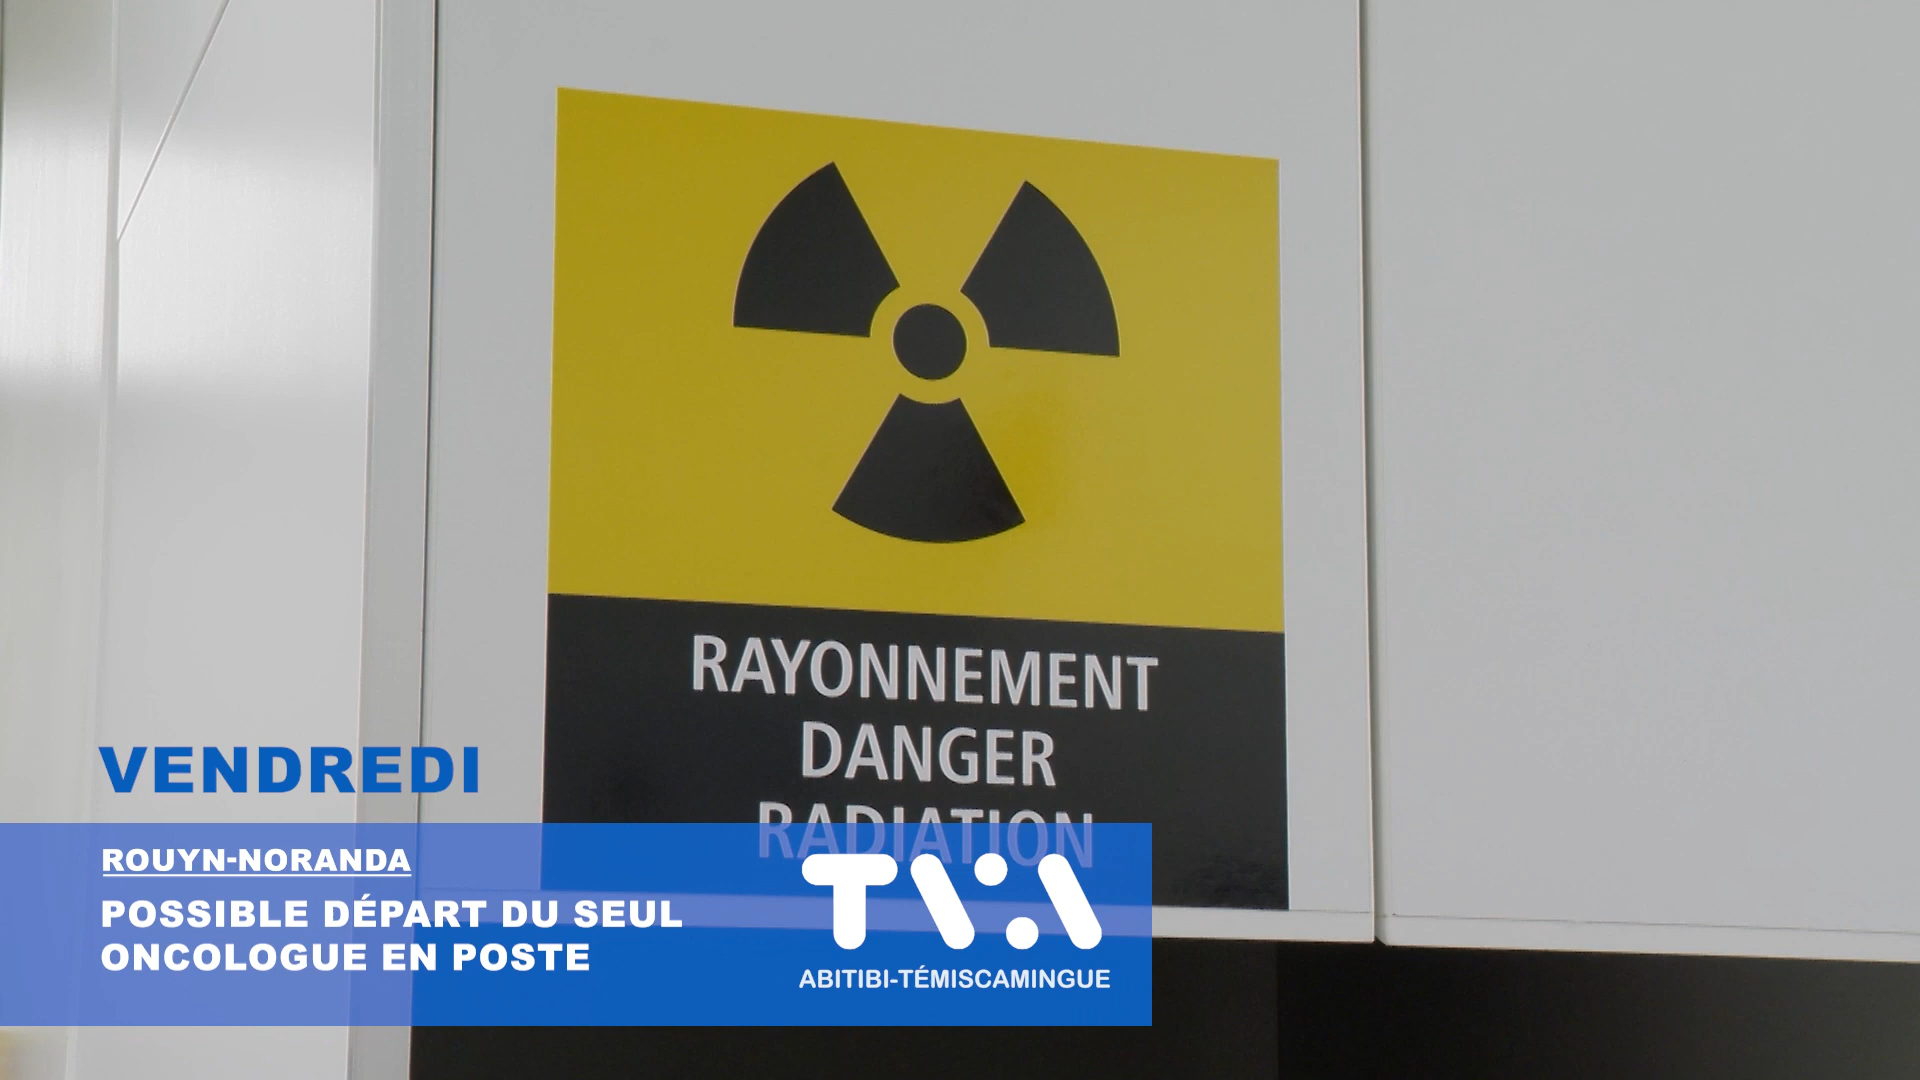 RAYONNEMENT
DANGER
RADIATION
VENDREDI
ROUYN-NORANDA
POSSIBLE DÉPART DU SEUL
ONCOLOGUE EN POSTE
TVA
ABITIBI-TÉMISCAMINGUE